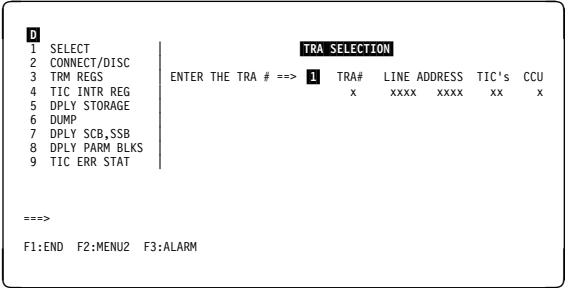 D
1 SELECT TRA SELECTION
2 CONNECT/DISC
3 TRM REGS ENTER THE TRA # ==> 1 TRA# LINE ADDRESS TIC's CCU
4 TIC INTR REG x xxxx xxxx xx x
5 DPLY STORAGE
6 DUMP
7 DPLY SCB,SSB
8 DPLY PARM BLKS
9 TIC ERR STAT
===>
F1:END F2:MENU2 F3:ALARM